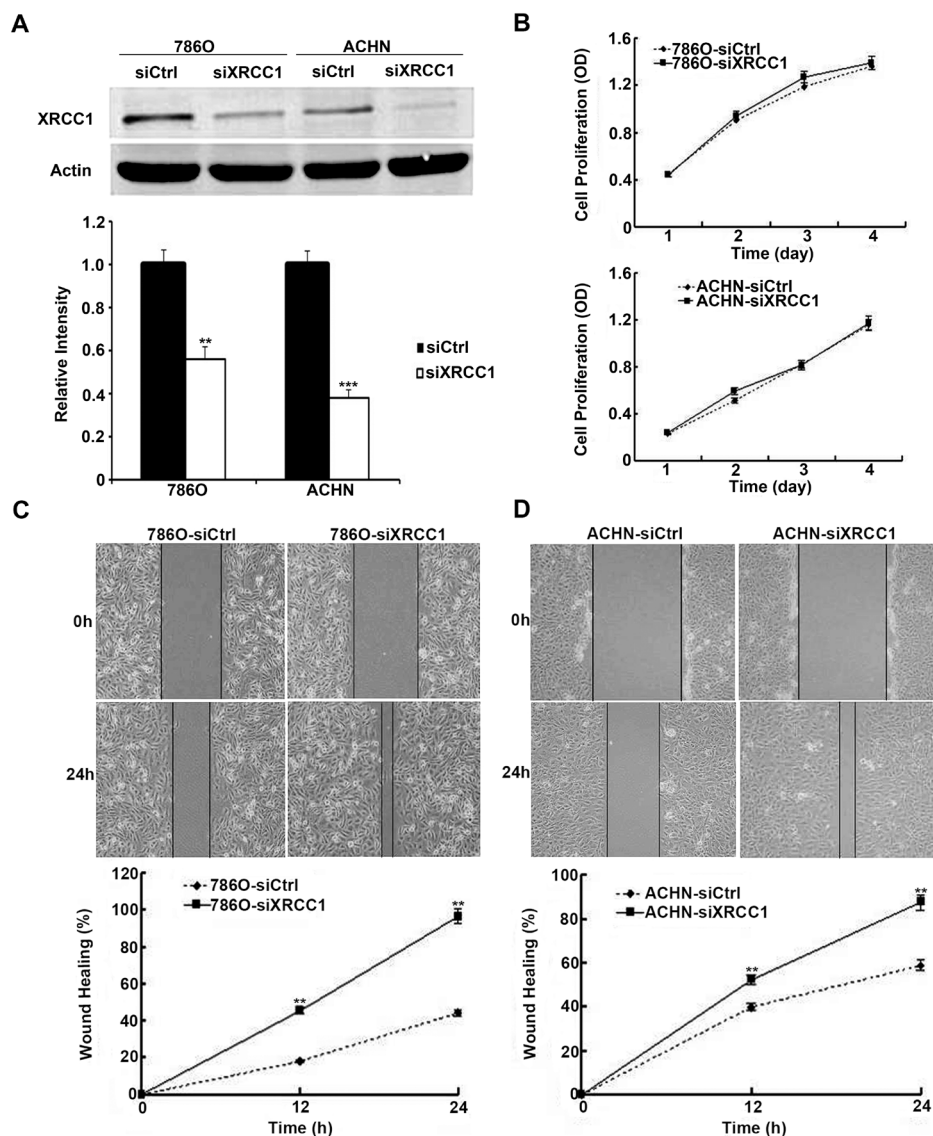 A
786O ACHN
siCtrl siXRCC1 siCtrl siXRCC1
XRCC1
Actin
1.2
1.0
0.8
0.6
0.4
0.2
0
Relative Intensity
**
***
siCtrl
siXRCC1
786O ACHN
B
1.6
1.2
0.8
0.4
0
Cell Proliferation (OD)
786O-siCtrl
786O-siXRCC1
1 2 3 4
Time (day)
1.6
1.2
0.8
0.4
0
Cell Proliferation (OD)
ACHN-siCtrl
ACHN-siXRCC1
1 2 3 4
Time (day)
C
786O-siCtrl 786O-siXRCC1
0h
24h
120
100
80
60
40
20
0
Wound Healing (%)
786O-siCtrl
786O-siXRCC1
**
**
0 12 24
Time (h)
D
ACHN-siCtrl ACHN-siXRCC1
0h
24h
100
80
60
40
20
0
Wound Healing (%)
ACHN-siCtrl
ACHN-siXRCC1
**
**
0 12 24
Time (h)